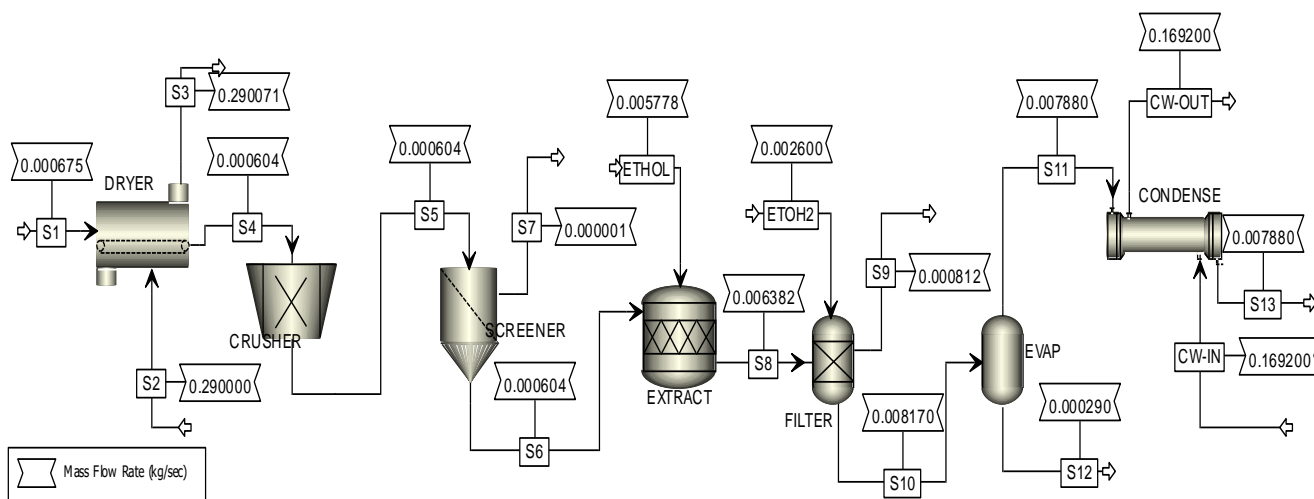 0.169200
S3
0.290071
0.005778
0.007880
CW-OUT
0.000675
0.000604
0.000604
0.002600
S11
DRYER
ETHOL
CONDENSE
S1
S4
S5
S7
0.000001
ETOH2
0.007880
S9
0.000812
0.006382
S13
CRUSHER
SCREENER
EVAP
CW-IN
0.169200
S2
0.290000
0.000604
EXTRACT
S8
FILTER
0.008170
0.000290
S6
S12
Mass Flow Rate (kg/sec)
S10